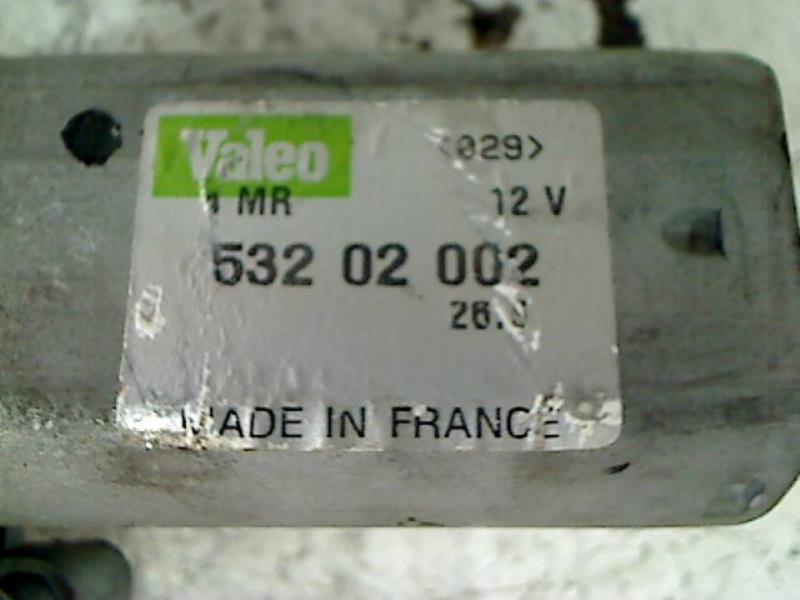 Valeo <029>
MR 12 V
532 02 002
MADE IN FRANCE